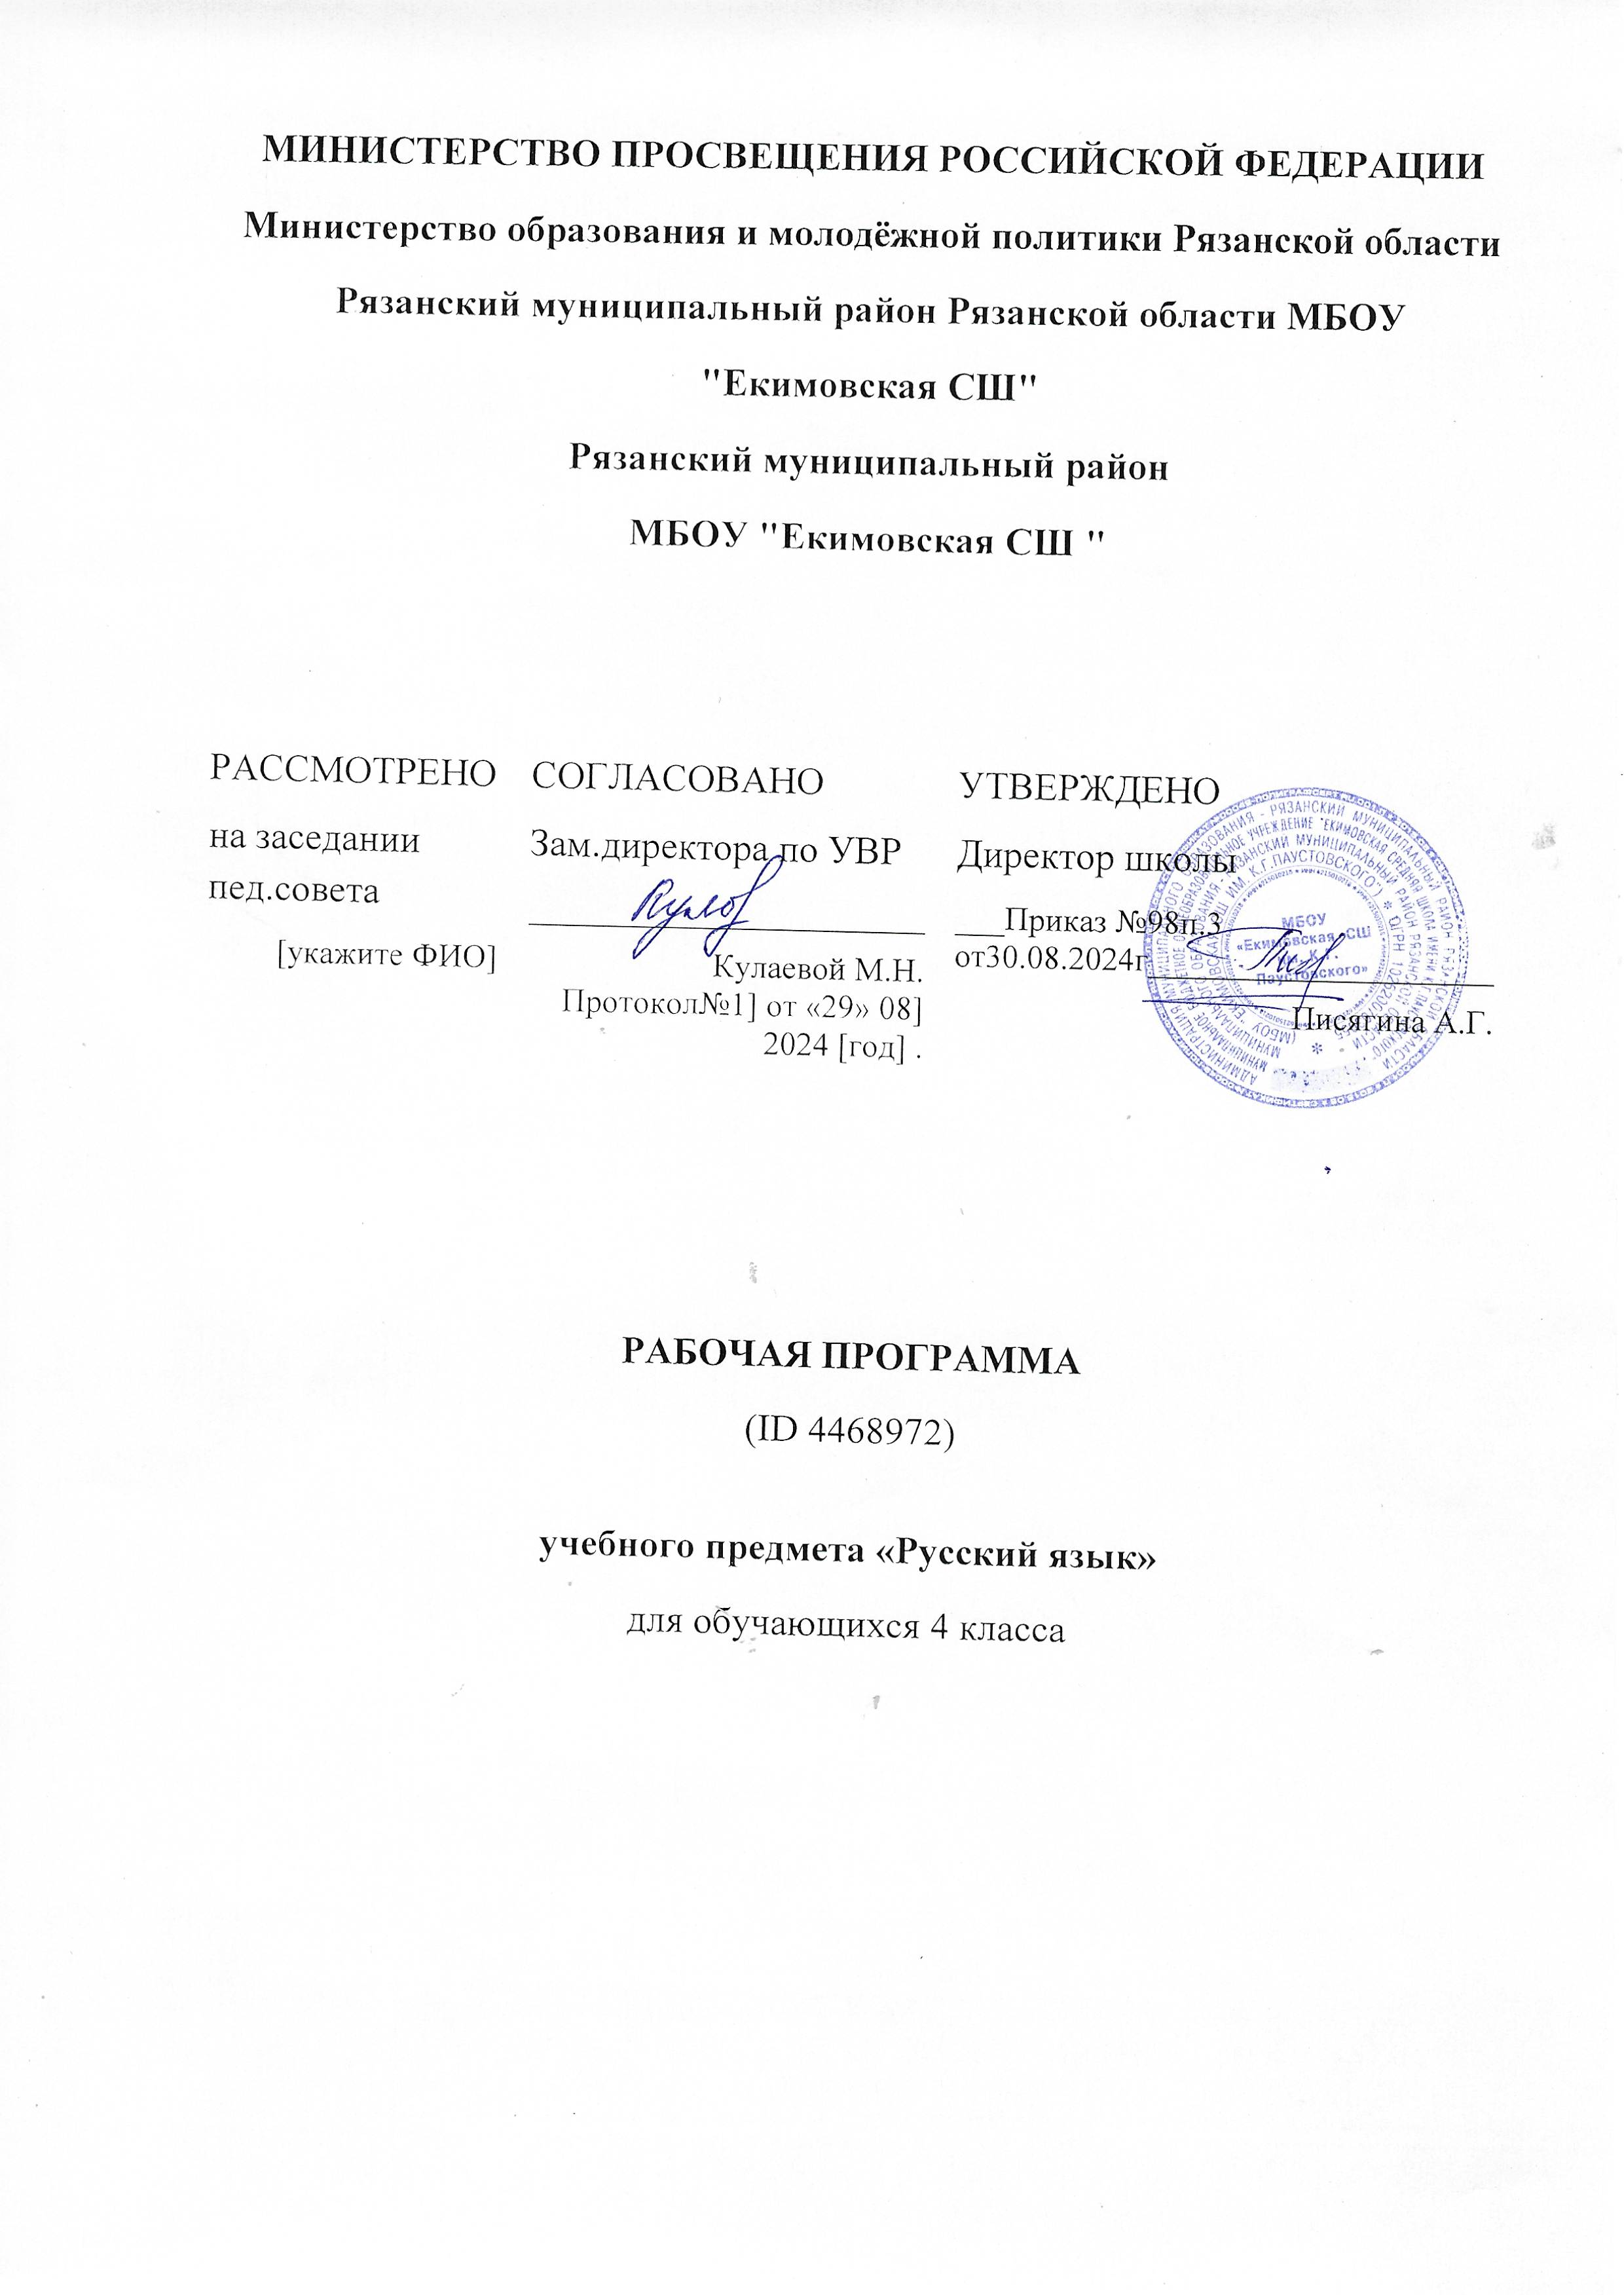 МИНИСТЕРСТВО ПРОСВЕЩЕНИЯ РОССИЙСКОЙ ФЕДЕРАЦИИ
Министерство образования и молодёжной политики Рязанской области
Рязанский муниципальный район Рязанской области МБОУ
"Екимовская СШ"
Рязанский муниципальный район
МБОУ "Екимовская СШ "
РАССМОТРЕНО
на заседании
пед.совета
[укажите ФИО]
СОГЛАСОВАНО
Зам.директора по УВР
Кулаевой М.Н.
Протокол№1] от «29» 08]
2024 [год] .
УТВЕРЖДЕНО
Директор школы
___Приказ №98п.3
от30.08.2024г
Писягина А.Г.
МБОУ
«Екимовская СШ
Паустовского»
РАБОЧАЯ ПРОГРАММА
(ID 4468972)
учебного предмета «Русский язык»
для обучающихся 4 класса